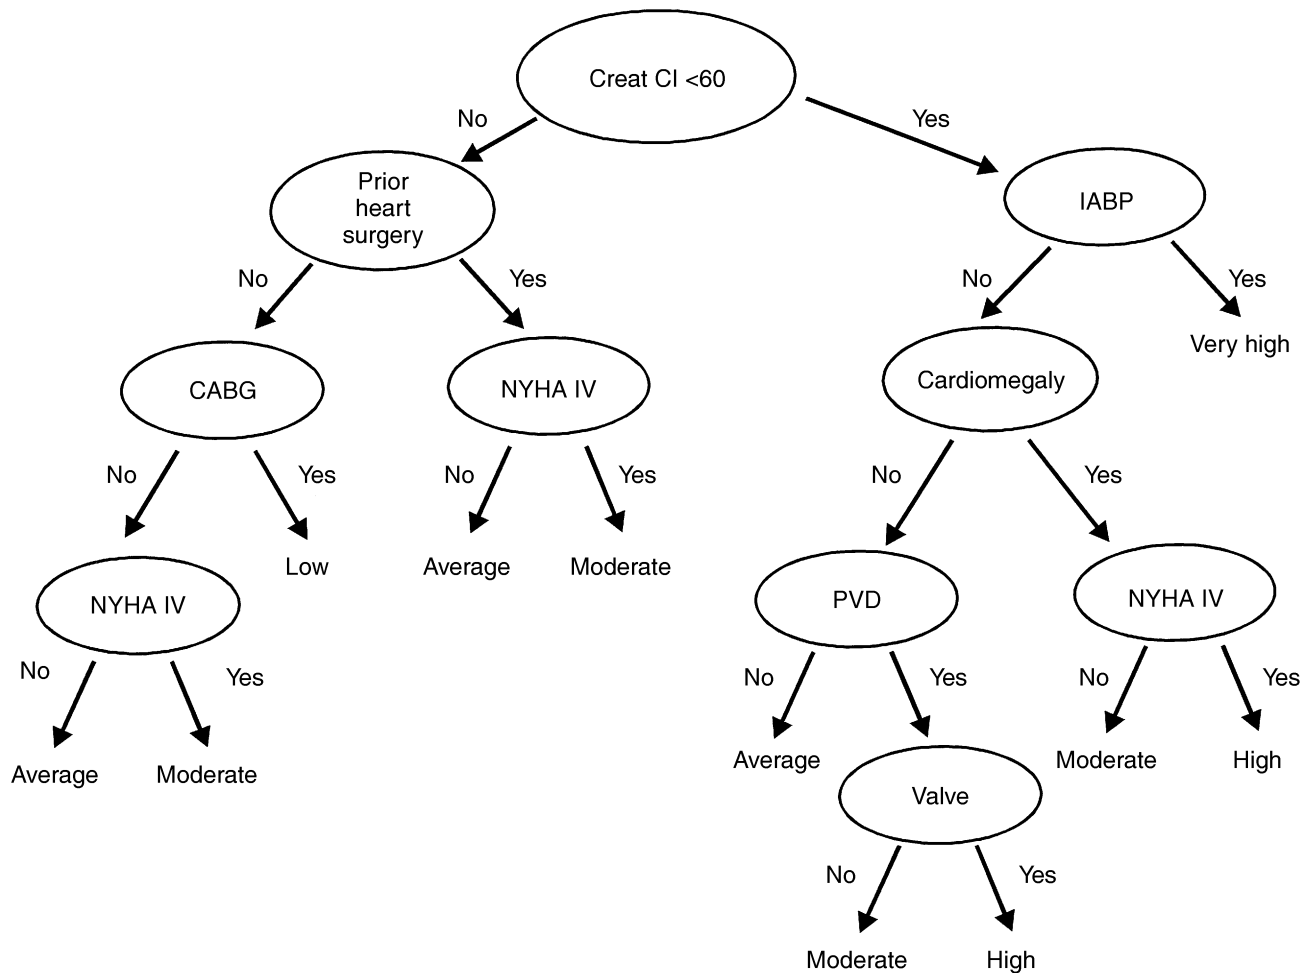 Creat CI <60
No
Yes
Prior
heart
surgery
IABP
No
Yes
No
Yes
CABG
NYHA IV
Cardiomegaly
Very high
No
Yes
No
Yes
No
Yes
Low
Average
Moderate
NYHA IV
PVD
NYHA IV
No
Yes
No
Yes
No
Yes
Average
Moderate
Average
Moderate
High
Valve
No
Yes
Moderate
High